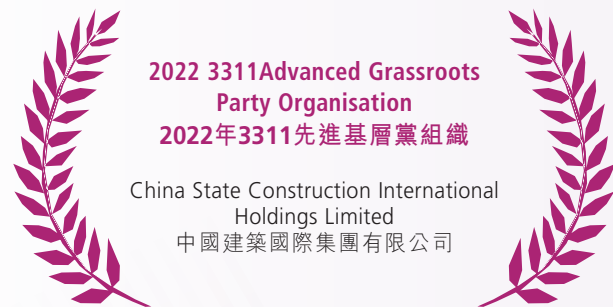 2022 3311Advanced Grassroots
Party Organisation
2022年3311先進基層黨組織
China State Construction International
Holdings Limited
中國建築國際集團有限公司